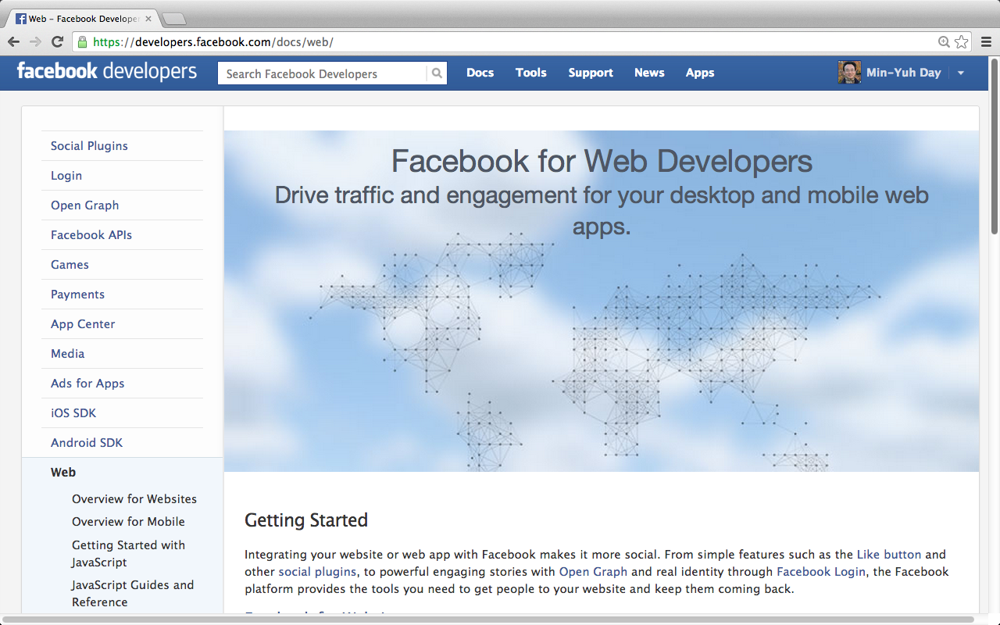 Web – Facebook Developer
https://developers.facebook.com/docs/web/
facebook developers
Search Facebook Developers
Docs
Tools
Support
News
Apps
Min-Yuh Day
Social Plugins
Login
Open Graph
Facebook APIs
Games
Payments
App Center
Media
Ads for Apps
iOS SDK
Android SDK
Web
Overview for Websites
Overview for Mobile
Getting Started with
JavaScript
JavaScript Guides and
Reference
Facebook for Web Developers
Drive traffic and engagement for your desktop and mobile web
apps.
Getting Started
Integrating your website or web app with Facebook makes it more social. From simple features such as the Like button and
other social plugins, to powerful engaging stories with Open Graph and real identity through Facebook Login, the Facebook
platform provides the tools you need to get people to your website and keep them coming back.